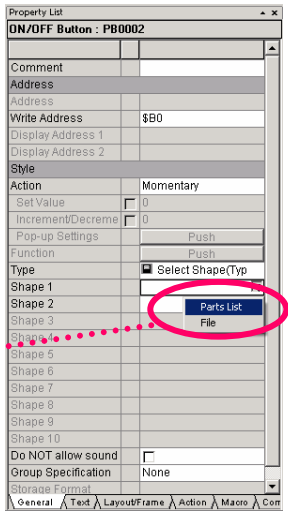 Property List
ON/OFF Button : PB0002
Comment
Address
Address
Write Address $B0
Display Address 1
Display Address 2
Style
Action Momentary
Set Value 0
Increment/Decreme 0
Pop-up Settings Push
Function Push
Type Select Shape(Typ
Shape 1
Shape 2 Parts List
Shape 3 File
Shape 4
Shape 5
Shape 6
Shape 7
Shape 8
Shape 9
Shape 10
Do NOT allow sound
Group Specification None
Storage Format
General Text Layout/Frame Action Macro Com